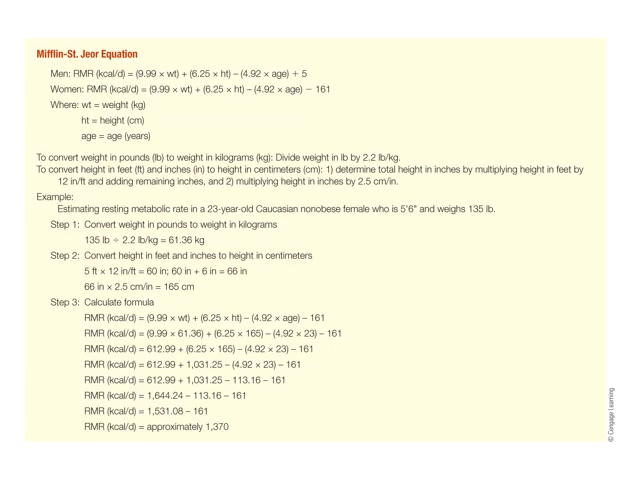 Mifflin-St. Jeor Equation
Men: RMR (kcal/d) = (9.99 × wt) + (6.25 × ht) – (4.92 × age) + 5
Women: RMR (kcal/d) = (9.99 × wt) + (6.25 × ht) – (4.92 × age) − 161
Where: wt = weight (kg)
ht = height (cm)
age = age (years)
To convert weight in pounds (lb) to weight in kilograms (kg): Divide weight in lb by 2.2 lb/kg.
To convert height in feet (ft) and inches (in) to height in centimeters (cm): 1) determine total height in inches by multiplying height in feet by
12 in/ft and adding remaining inches, and 2) multiplying height in inches by 2.5 cm/in.
Example:
Estimating resting metabolic rate in a 23-year-old Caucasian nonobese female who is 5'6" and weighs 135 lb.
Step 1: Convert weight in pounds to weight in kilograms
135 lb ÷ 2.2 lb/kg = 61.36 kg
Step 2: Convert height in feet and inches to height in centimeters
5 ft × 12 in/ft = 60 in; 60 in + 6 in = 66 in
66 in × 2.5 cm/in = 165 cm
Step 3: Calculate formula
RMR (kcal/d) = (9.99 × wt) + (6.25 × ht) – (4.92 × age) – 161
RMR (kcal/d) = (9.99 × 61.36) + (6.25 × 165) – (4.92 × 23) – 161
RMR (kcal/d) = 612.99 + (6.25 × 165) – (4.92 × 23) – 161
RMR (kcal/d) = 612.99 + 1,031.25 – (4.92 × 23) – 161
RMR (kcal/d) = 612.99 + 1,031.25 – 113.16 – 161
RMR (kcal/d) = 1,644.24 – 113.16 – 161
RMR (kcal/d) = 1,531.08 – 161
RMR (kcal/d) = approximately 1,370
© Cengage Learning